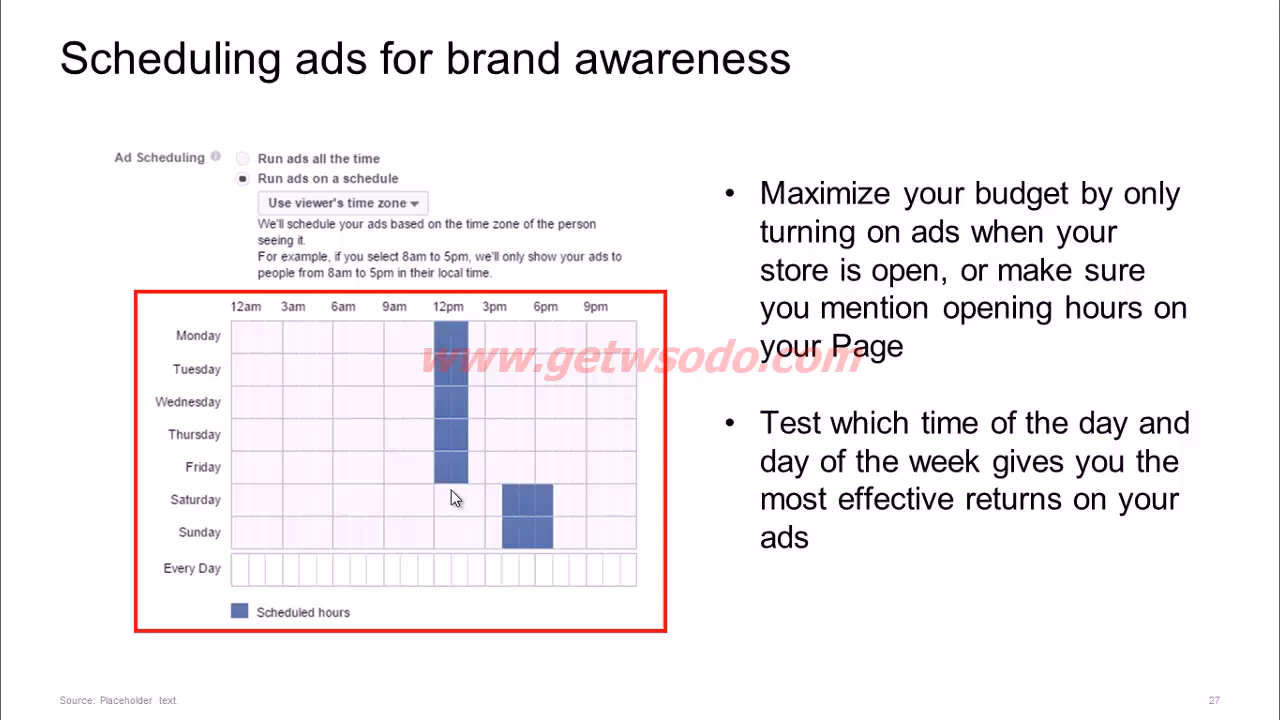 Scheduling ads for brand awareness
Ad Scheduling
Run ads all the time
Run ads on a schedule
Use viewer's time zone
We'll schedule your ads based on the time zone of the person
seeing it.
For example, if you select 8am to 5pm, we'll only show your ads to
people from 8am to 5pm in their local time.
12am 3am 6am 9am 12pm 3pm 6pm 9pm
Monday
Tuesday
Wednesday
Thursday
Friday
Saturday
Sunday
Every Day
Scheduled hours
• Maximize your budget by only
turning on ads when your
store is open, or make sure
you mention opening hours on
your Page
www.getwsodo.com
• Test which time of the day and
day of the week gives you the
most effective returns on your
ads
Source: Placeholder text.
27